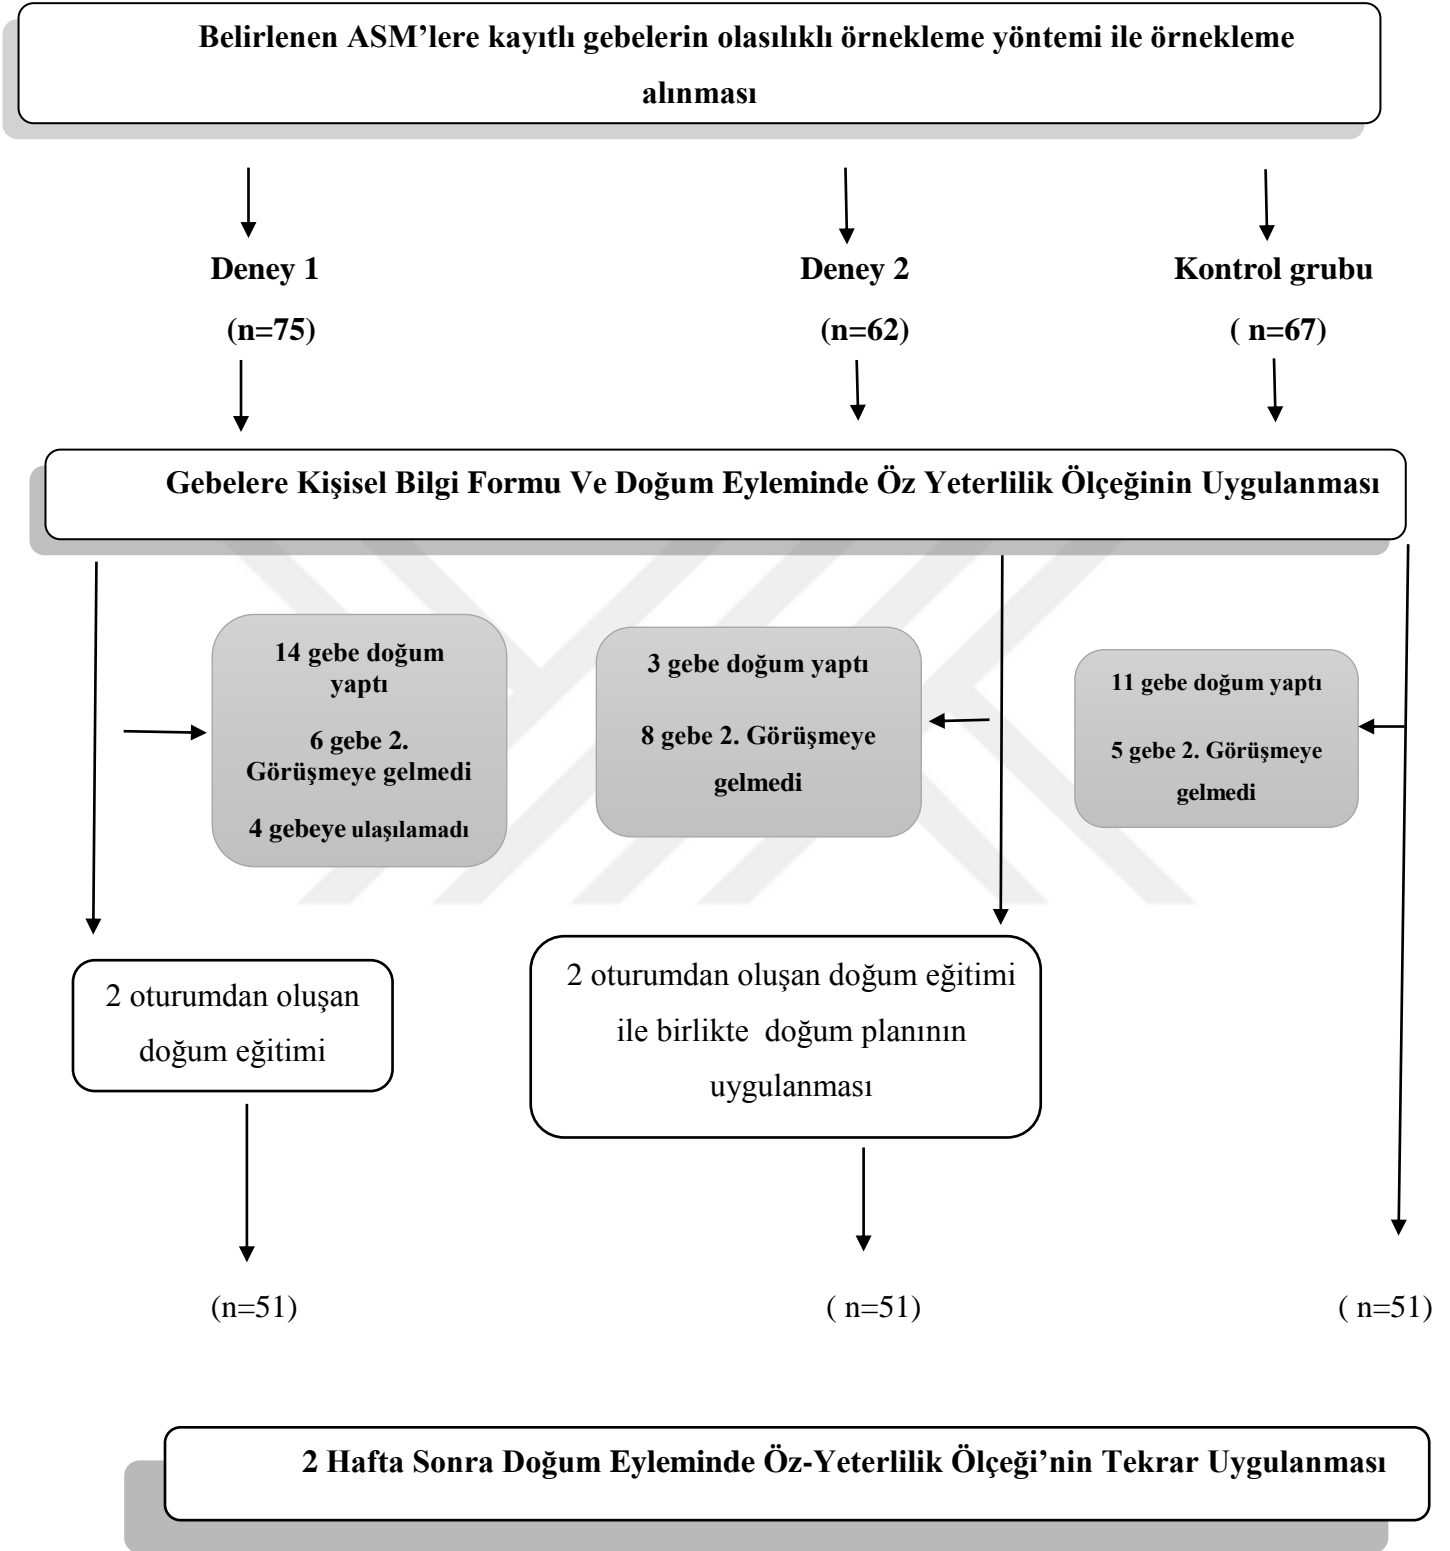 Belirlenen ASM’lere kayıtlı gebelerin olasılıklı örnekleme yöntemi ile örnekleme
alınması
Deney 1
(n=75)
Deney 2
(n=62)
Kontrol grubu
( n=67)
Gebelere Kişisel Bilgi Formu Ve Doğum Eyleminde Öz Yeterlilik Ölçeğinin Uygulanması
14 gebe doğum
yaptı
6 gebe 2.
Görüşmeye gelmedi
4 gebeye ulaşılamadı
3 gebe doğum yaptı
8 gebe 2. Görüşmeye
gelmedi
11 gebe doğum yaptı
5 gebe 2. Görüşmeye
gelmedi
2 oturumdan oluşan
doğum eğitimi
2 oturumdan oluşan doğum eğitimi
ile birlikte doğum planının
uygulanması
(n=51)
( n=51)
( n=51)
2 Hafta Sonra Doğum Eyleminde Öz-Yeterlilik Ölçeği’nin Tekrar Uygulanması